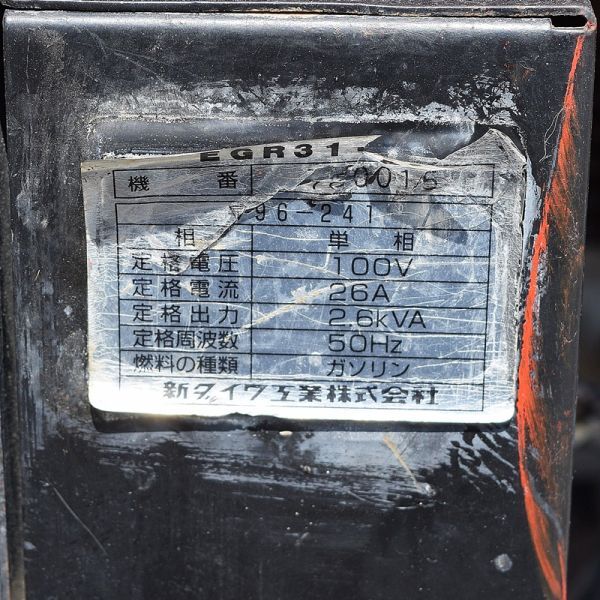 EGR31-
機番 0015
96-241
相 単相
定格電圧 100V
定格電流 26A
定格出力 2.6kVA
定格周波数 50Hz
燃料の種類 ガソリン
新ダイワ工業株式会社